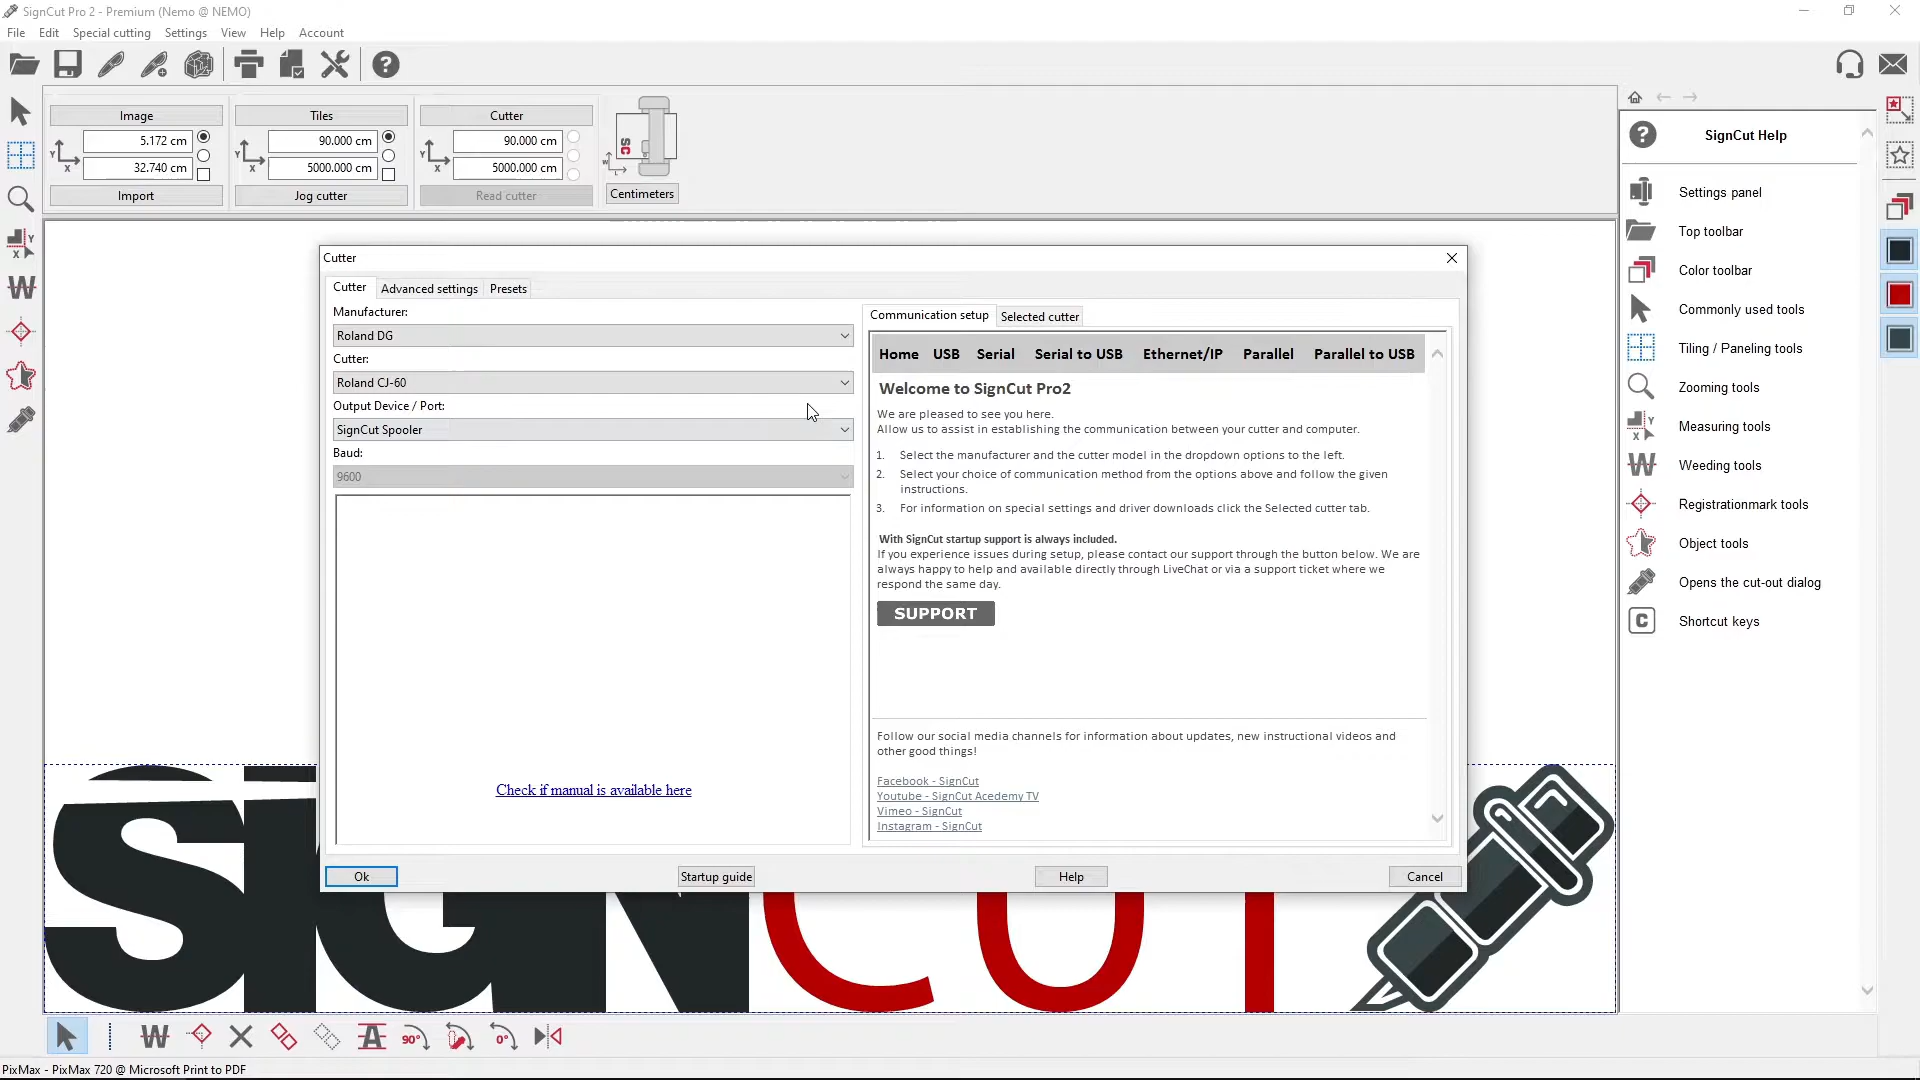 SignCut Pro 2 - Premium (Nemo @ NEMO)
File Edit Special cutting Settings View Help Account
Image Tiles Cutter
5.172 cm 90.000 cm 90.000 cm
32.740 cm 5000.000 cm 5000.000 cm
Import Jog cutter Read cutter Centimeters
SC
Cutter
Cutter Advanced settings Presets
Manufacturer:
Roland DG
Cutter:
Roland CJ-60
Output Device / Port:
SignCut Spooler
Baud:
9600
Check if manual is available here
Communication setup Selected cutter
Home USB Serial Serial to USB Ethernet/IP Parallel Parallel to USB
Welcome to SignCut Pro2
We are pleased to see you here.
Allow us to assist in establishing the communication between your cutter and computer.
1. Select the manufacturer and the cutter model in the dropdown options to the left.
2. Select your choice of communication method from the options above and follow the given
instructions.
3. For information on special settings and driver downloads click the Selected cutter tab.
With SignCut startup support is always included.
If you experience issues during setup, please contact our support through the button below. We are
always happy to help and available directly through LiveChat or via a support ticket where we
respond the same day.
SUPPORT
Follow our social media channels for information about updates, new instructional videos and
other good things!
Facebook - SignCut
Youtube - SignCut Acedemy TV
Vimeo - SignCut
Instagram - SignCut
Ok Startup guide Help Cancel
SignCut Help
Settings panel
Top toolbar
Color toolbar
Commonly used tools
Tiling / Paneling tools
Zooming tools
Measuring tools
Weeding tools
Registrationmark tools
Object tools
Opens the cut-out dialog
C Shortcut keys
SIGNCUT
90° 0°
PixMax - PixMax 720 @ Microsoft Print to PDF